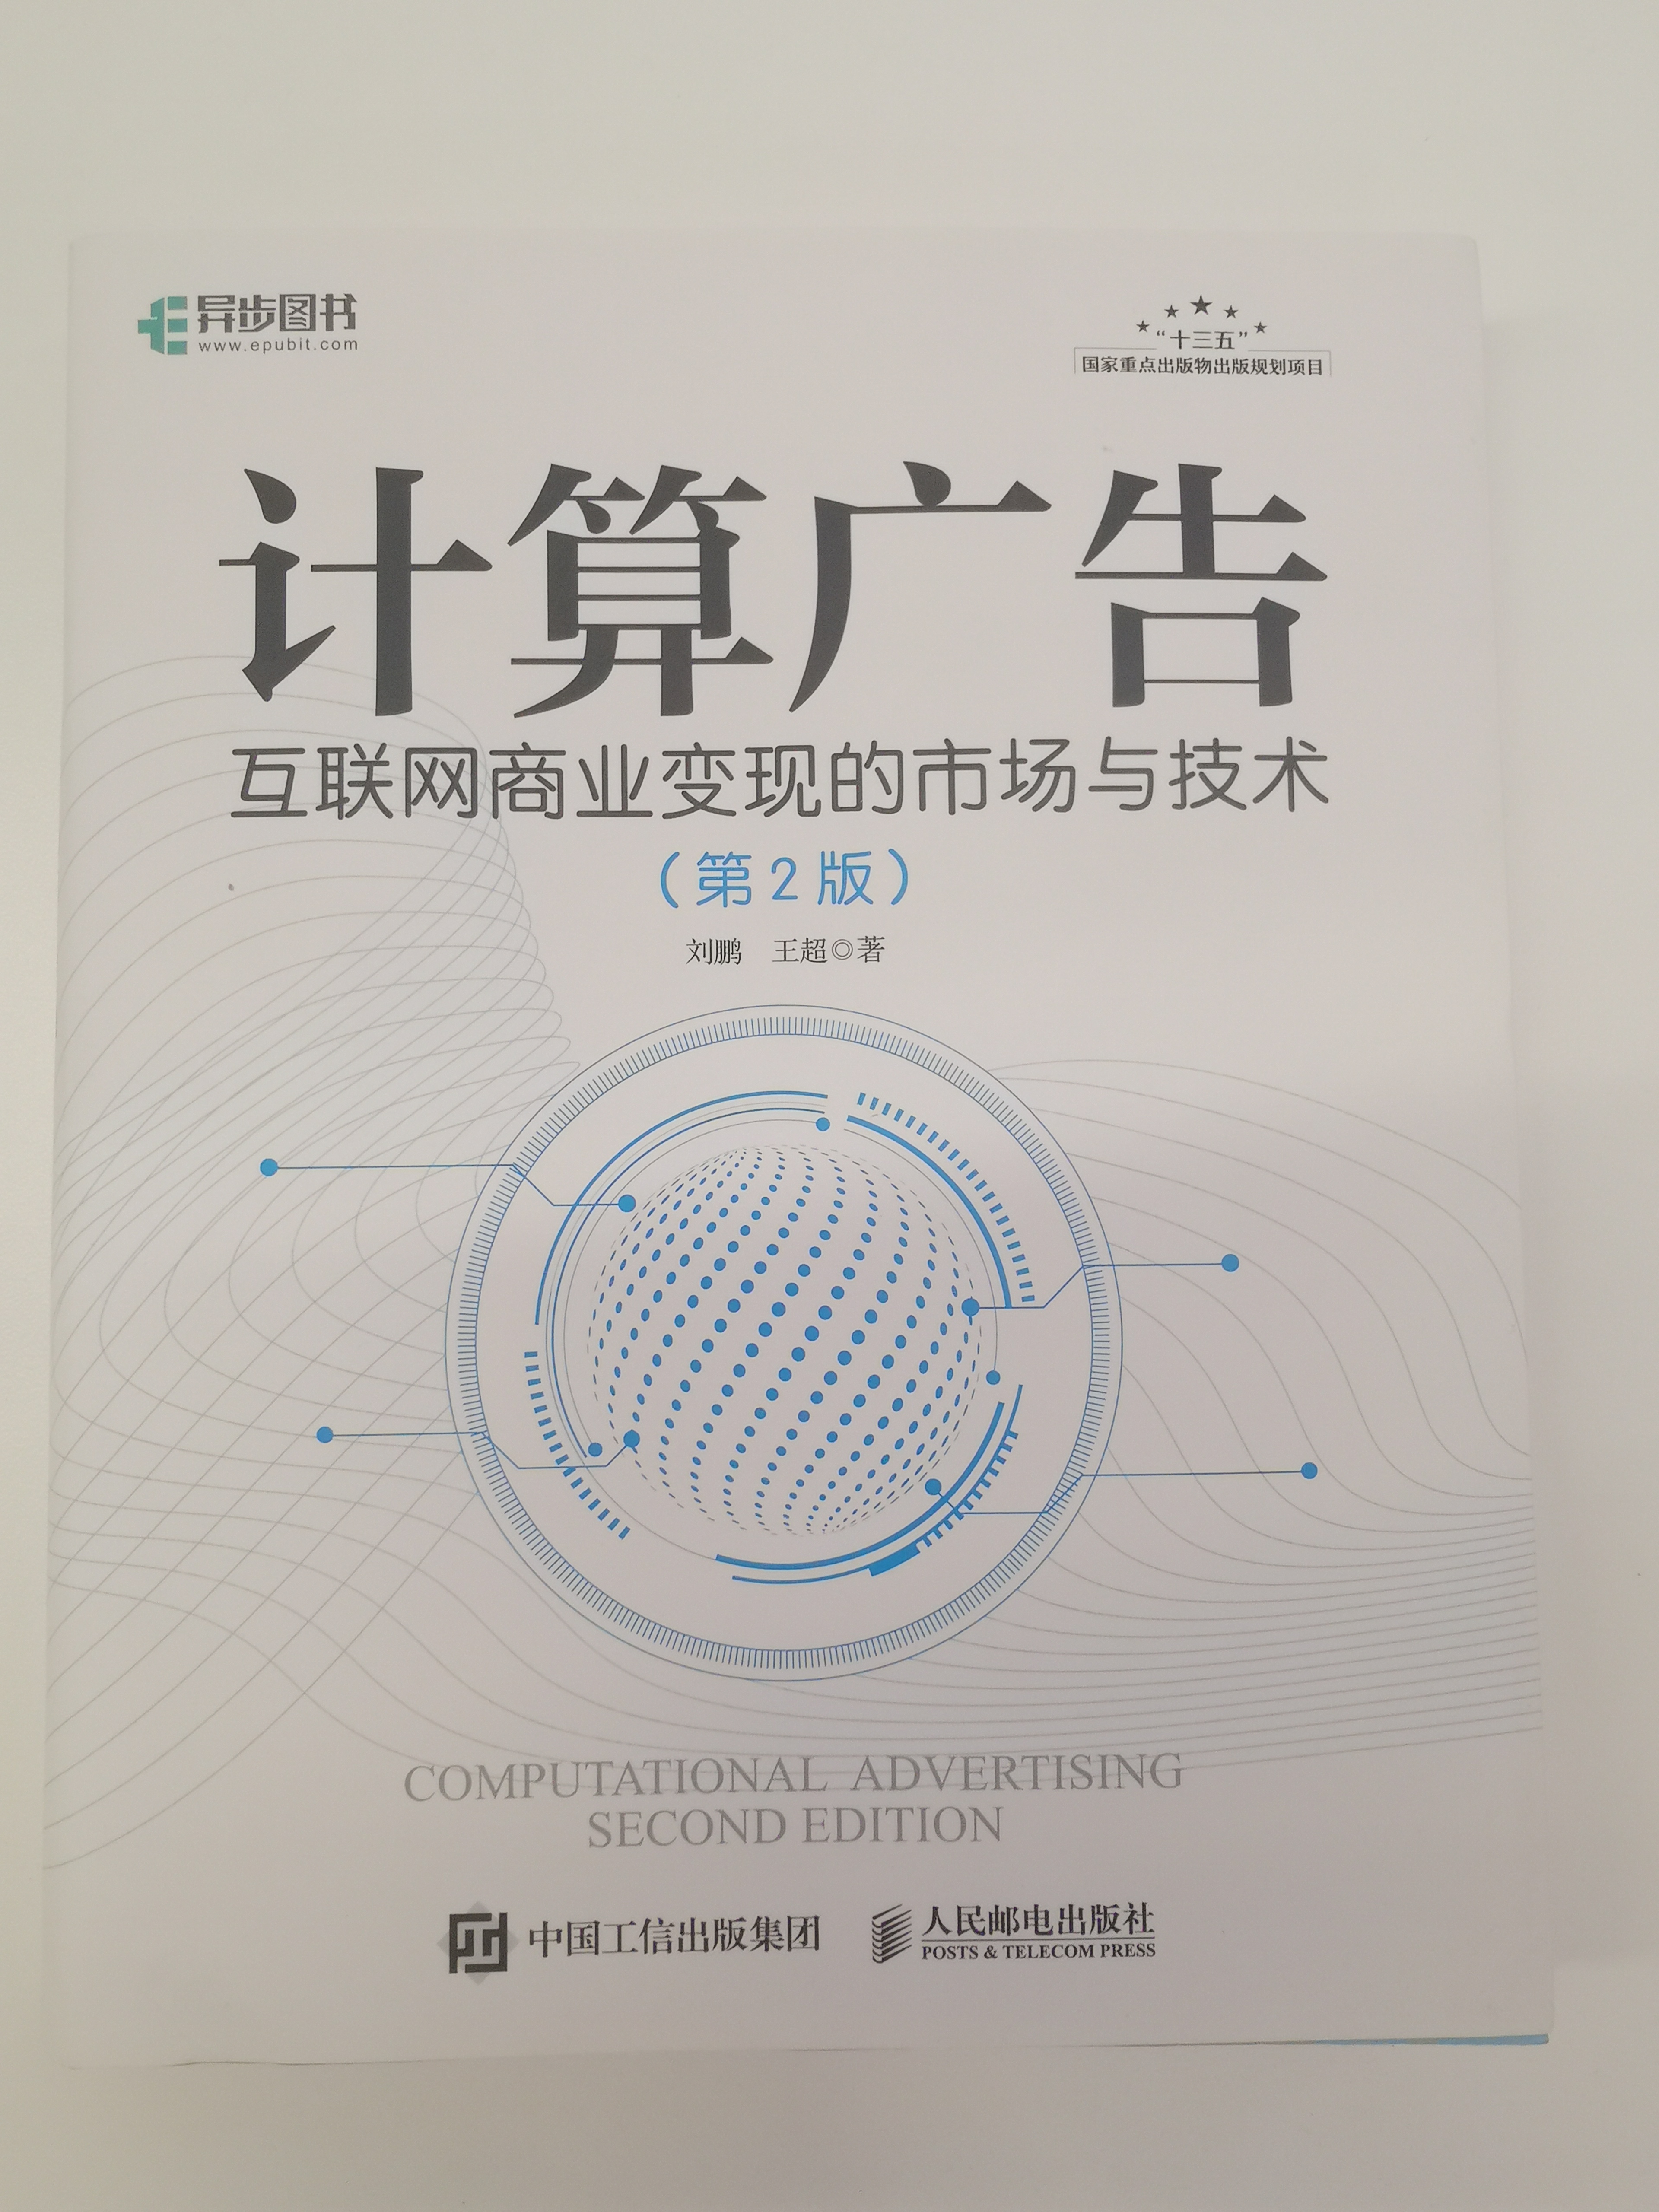 异步图书
www.epubit.com
“十三五”
国家重点出版物出版规划项目
计算广告
互联网商业变现的市场与技术
（第2版）
刘鹏 王超◎著
COMPUTATIONAL ADVERTISING
SECOND EDITION
中国工信出版集团
人民邮电出版社
POSTS & TELECOM PRESS